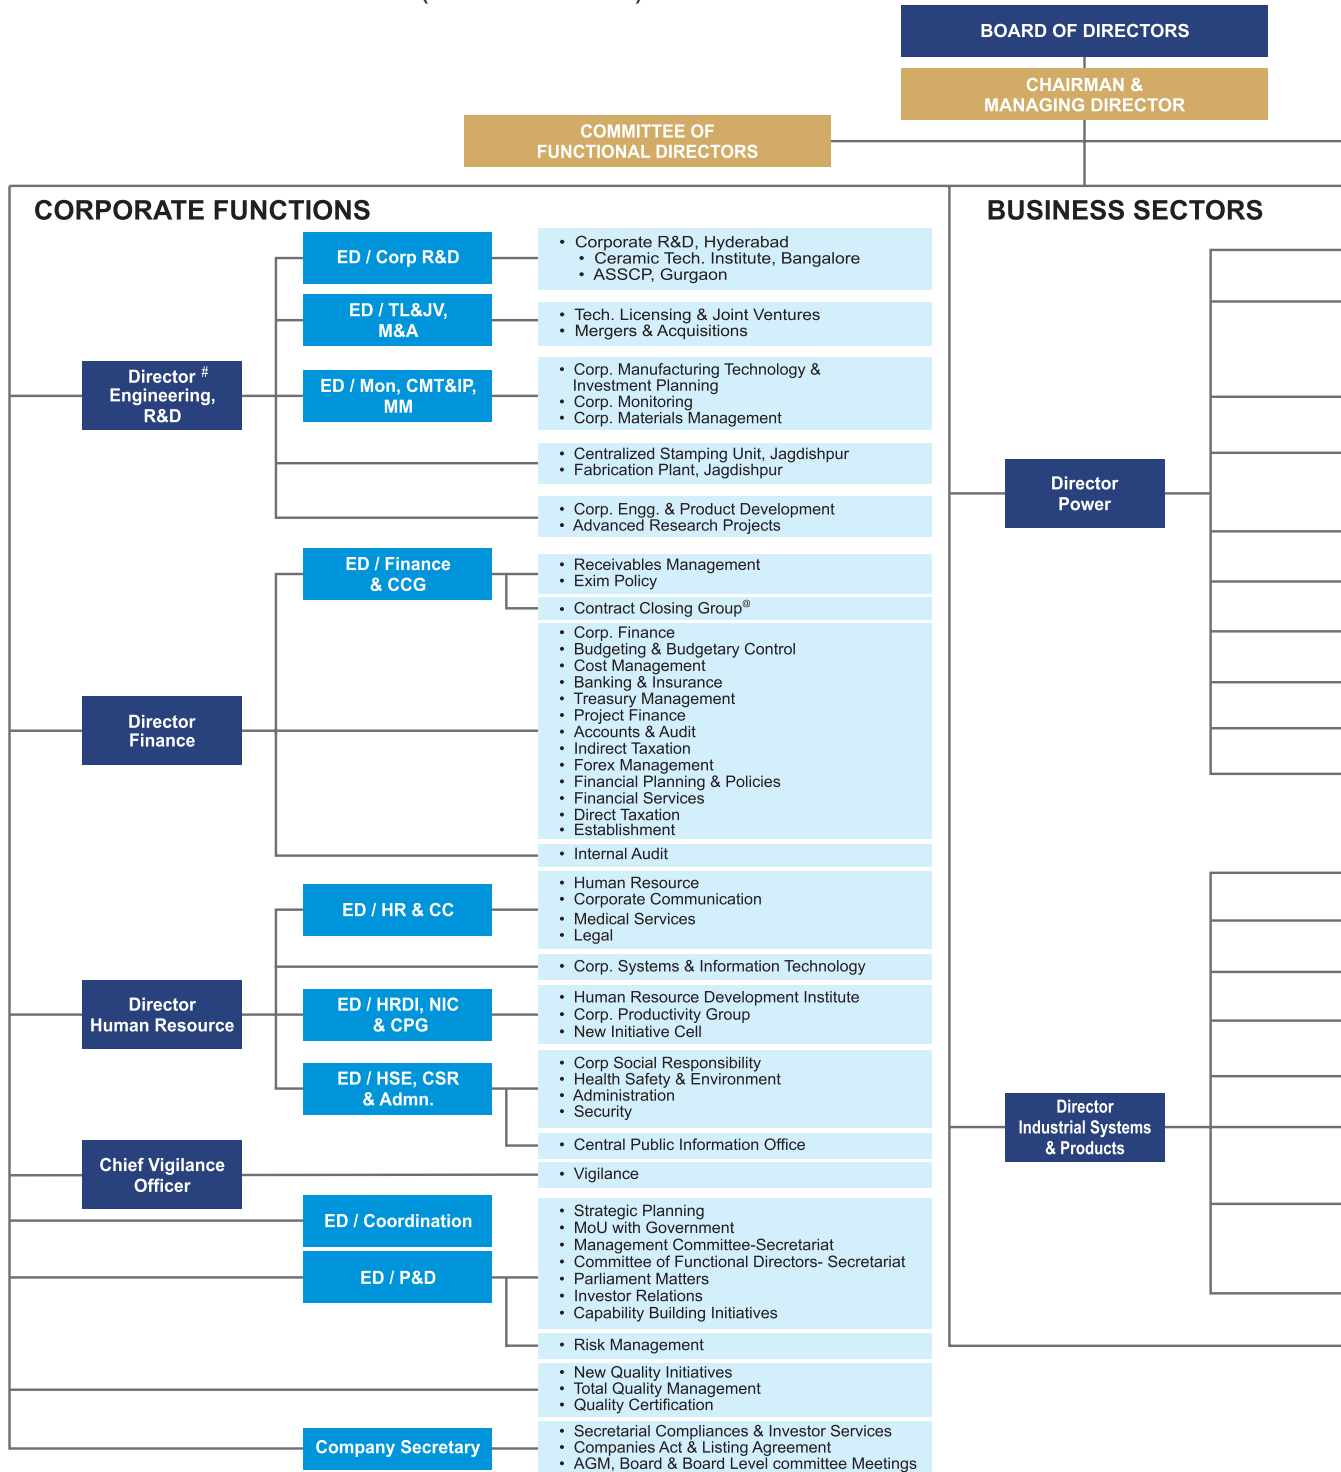 BOARD OF DIRECTORS
CHAIRMAN &
MANAGING DIRECTOR
COMMITTEE OF
FUNCTIONAL DIRECTORS
CORPORATE FUNCTIONS
Director #
Engineering,
R&D
ED / Corp R&D
• Corporate R&D, Hyderabad
• Ceramic Tech. Institute, Bangalore
• ASSCP, Gurgaon
ED / TL&JV,
M&A
• Tech. Licensing & Joint Ventures
• Mergers & Acquisitions
ED / Mon, CMT&IP,
MM
• Corp. Manufacturing Technology &
Investment Planning
• Corp. Monitoring
• Corp. Materials Management
• Centralized Stamping Unit, Jagdishpur
• Fabrication Plant, Jagdishpur
• Corp. Engg. & Product Development
• Advanced Research Projects
Director
Finance
ED / Finance
& CCG
• Receivables Management
• Exim Policy
• Contract Closing Group@
• Corp. Finance
• Budgeting & Budgetary Control
• Cost Management
• Banking & Insurance
• Treasury Management
• Project Finance
• Accounts & Audit
• Indirect Taxation
• Forex Management
• Financial Planning & Policies
• Financial Services
• Direct Taxation
• Establishment
• Internal Audit
Director
Human Resource
ED / HR & CC
• Human Resource
• Corporate Communication
• Medical Services
• Legal
• Corp. Systems & Information Technology
ED / HRDI, NIC
& CPG
• Human Resource Development Institute
• Corp. Productivity Group
• New Initiative Cell
ED / HSE, CSR
& Admn.
• Corp Social Responsibility
• Health Safety & Environment
• Administration
• Security
• Central Public Information Office
Chief Vigilance
Officer
• Vigilance
ED / Coordination
ED / P&D
• Strategic Planning
• MoU with Government
• Management Committee-Secretariat
• Committee of Functional Directors- Secretariat
• Parliament Matters
• Investor Relations
• Capability Building Initiatives
• Risk Management
• New Quality Initiatives
• Total Quality Management
• Quality Certification
Company Secretary
• Secretarial Compliances & Investor Services
• Companies Act & Listing Agreement
• AGM, Board & Board Level committee Meetings
BUSINESS SECTORS
Director
Power
Director
Industrial Systems
& Products